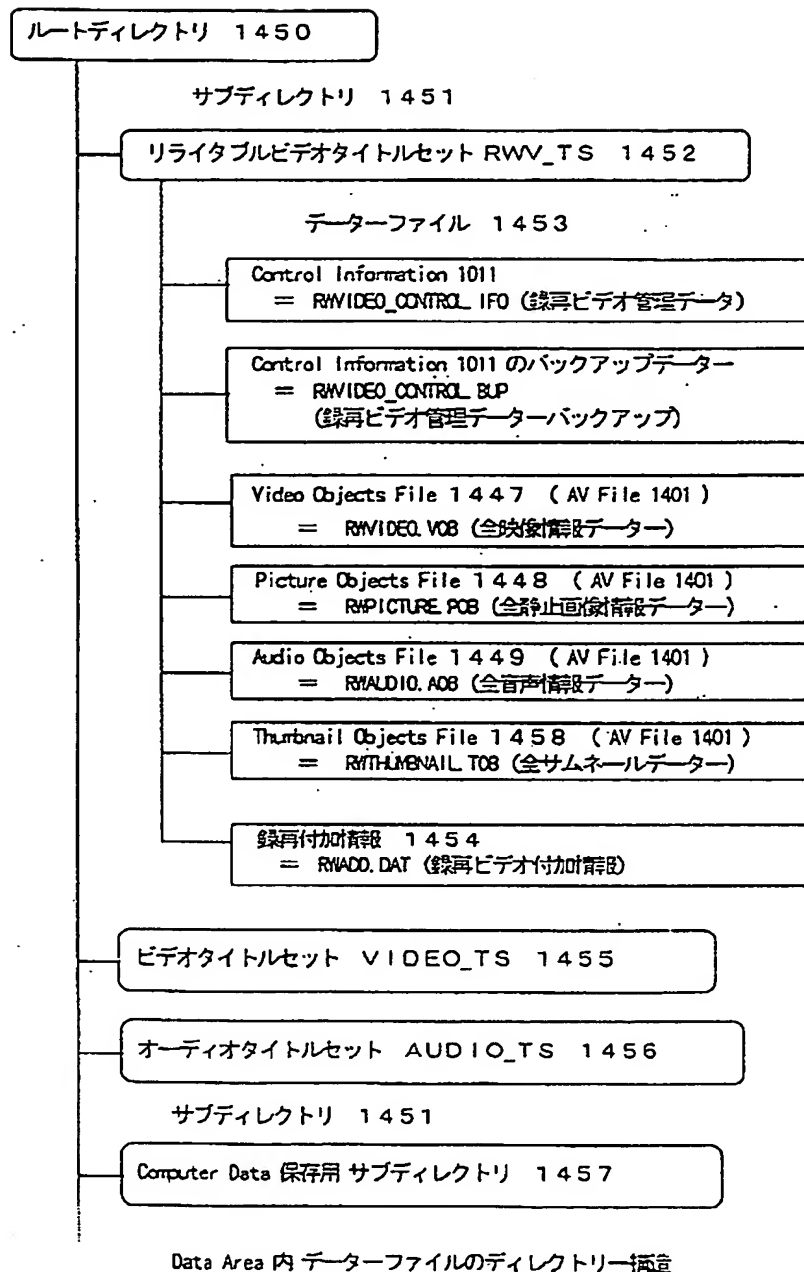 ルートディレクトリ 1450
サブディレクトリ 1451
リライタブルビデオタイトルセット RWV_TS 1452
データーファイル 1453
Control Information 1011
= RWVIDEO_CONTROL.IFO (録再ビデオ管理データ)
Control Information 1011 のバックアップデーター
= RWVIDEO_CONTROL.BUP
(録再ビデオ管理データーバックアップ)
Video Objects File 1447 (AV File 1401)
= RWVIDEO.VOB (全映像情報データー)
Picture Objects File 1448 (AV File 1401)
= RWPICTURE.POB (全静止画像情報データー)
Audio Objects File 1449 (AV File 1401)
= RWAUDIO.AOB (全音声情報データー)
Thumbnail Objects File 1458 (AV File 1401)
= RWTHUMBNAIL.TOB (全サムネールデーター)
録再付加情報 1454
= RWADD.DAT (録再ビデオ付加情報)
ビデオタイトルセット VIDEO_TS 1455
オーディオタイトルセット AUDIO_TS 1456
サブディレクトリ 1451
Computer Data 保存用 サブディレクトリ 1457
Data Area 内 データーファイルのディレクトリー構造